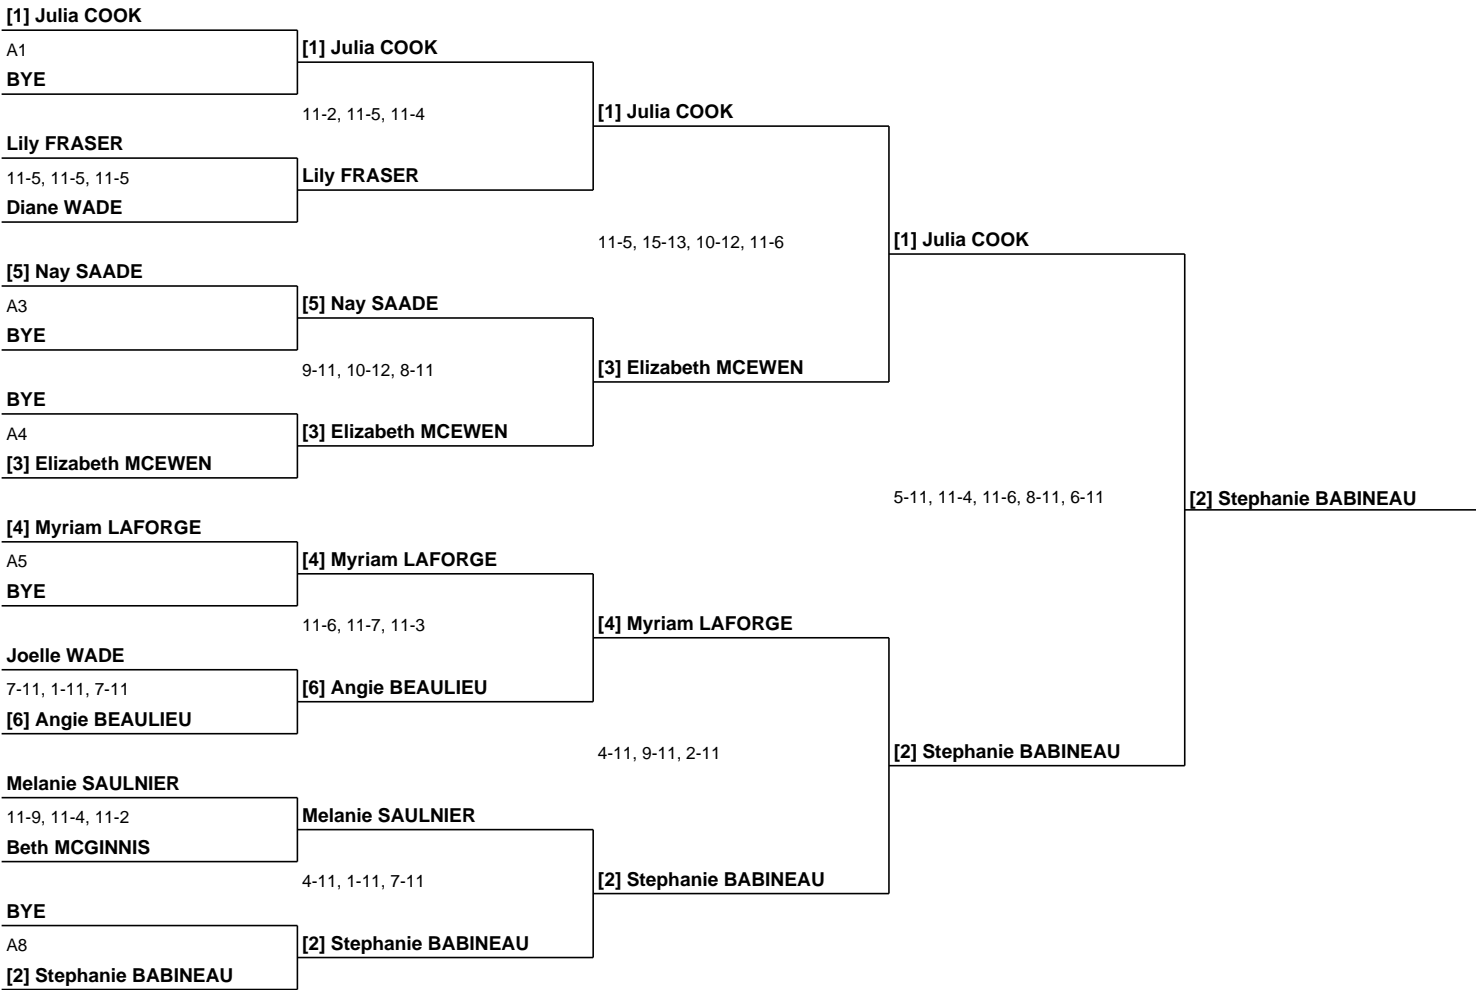 [1] Julia COOK
A1
BYE
[1] Julia COOK
11-2, 11-5, 11-4
[1] Julia COOK
Lily FRASER
11-5, 11-5, 11-5
Diane WADE
Lily FRASER
11-5, 15-13, 10-12, 11-6
[1] Julia COOK
[5] Nay SAADE
A3
BYE
[5] Nay SAADE
9-11, 10-12, 8-11
[3] Elizabeth MCEWEN
BYE
A4
[3] Elizabeth MCEWEN
[3] Elizabeth MCEWEN
5-11, 11-4, 11-6, 8-11, 6-11
[2] Stephanie BABINEAU
[4] Myriam LAFORGE
A5
BYE
[4] Myriam LAFORGE
11-6, 11-7, 11-3
[4] Myriam LAFORGE
Joelle WADE
7-11, 1-11, 7-11
[6] Angie BEAULIEU
[6] Angie BEAULIEU
4-11, 9-11, 2-11
[2] Stephanie BABINEAU
Melanie SAULNIER
11-9, 11-4, 11-2
Beth MCGINNIS
Melanie SAULNIER
4-11, 1-11, 7-11
[2] Stephanie BABINEAU
BYE
A8
[2] Stephanie BABINEAU
[2] Stephanie BABINEAU